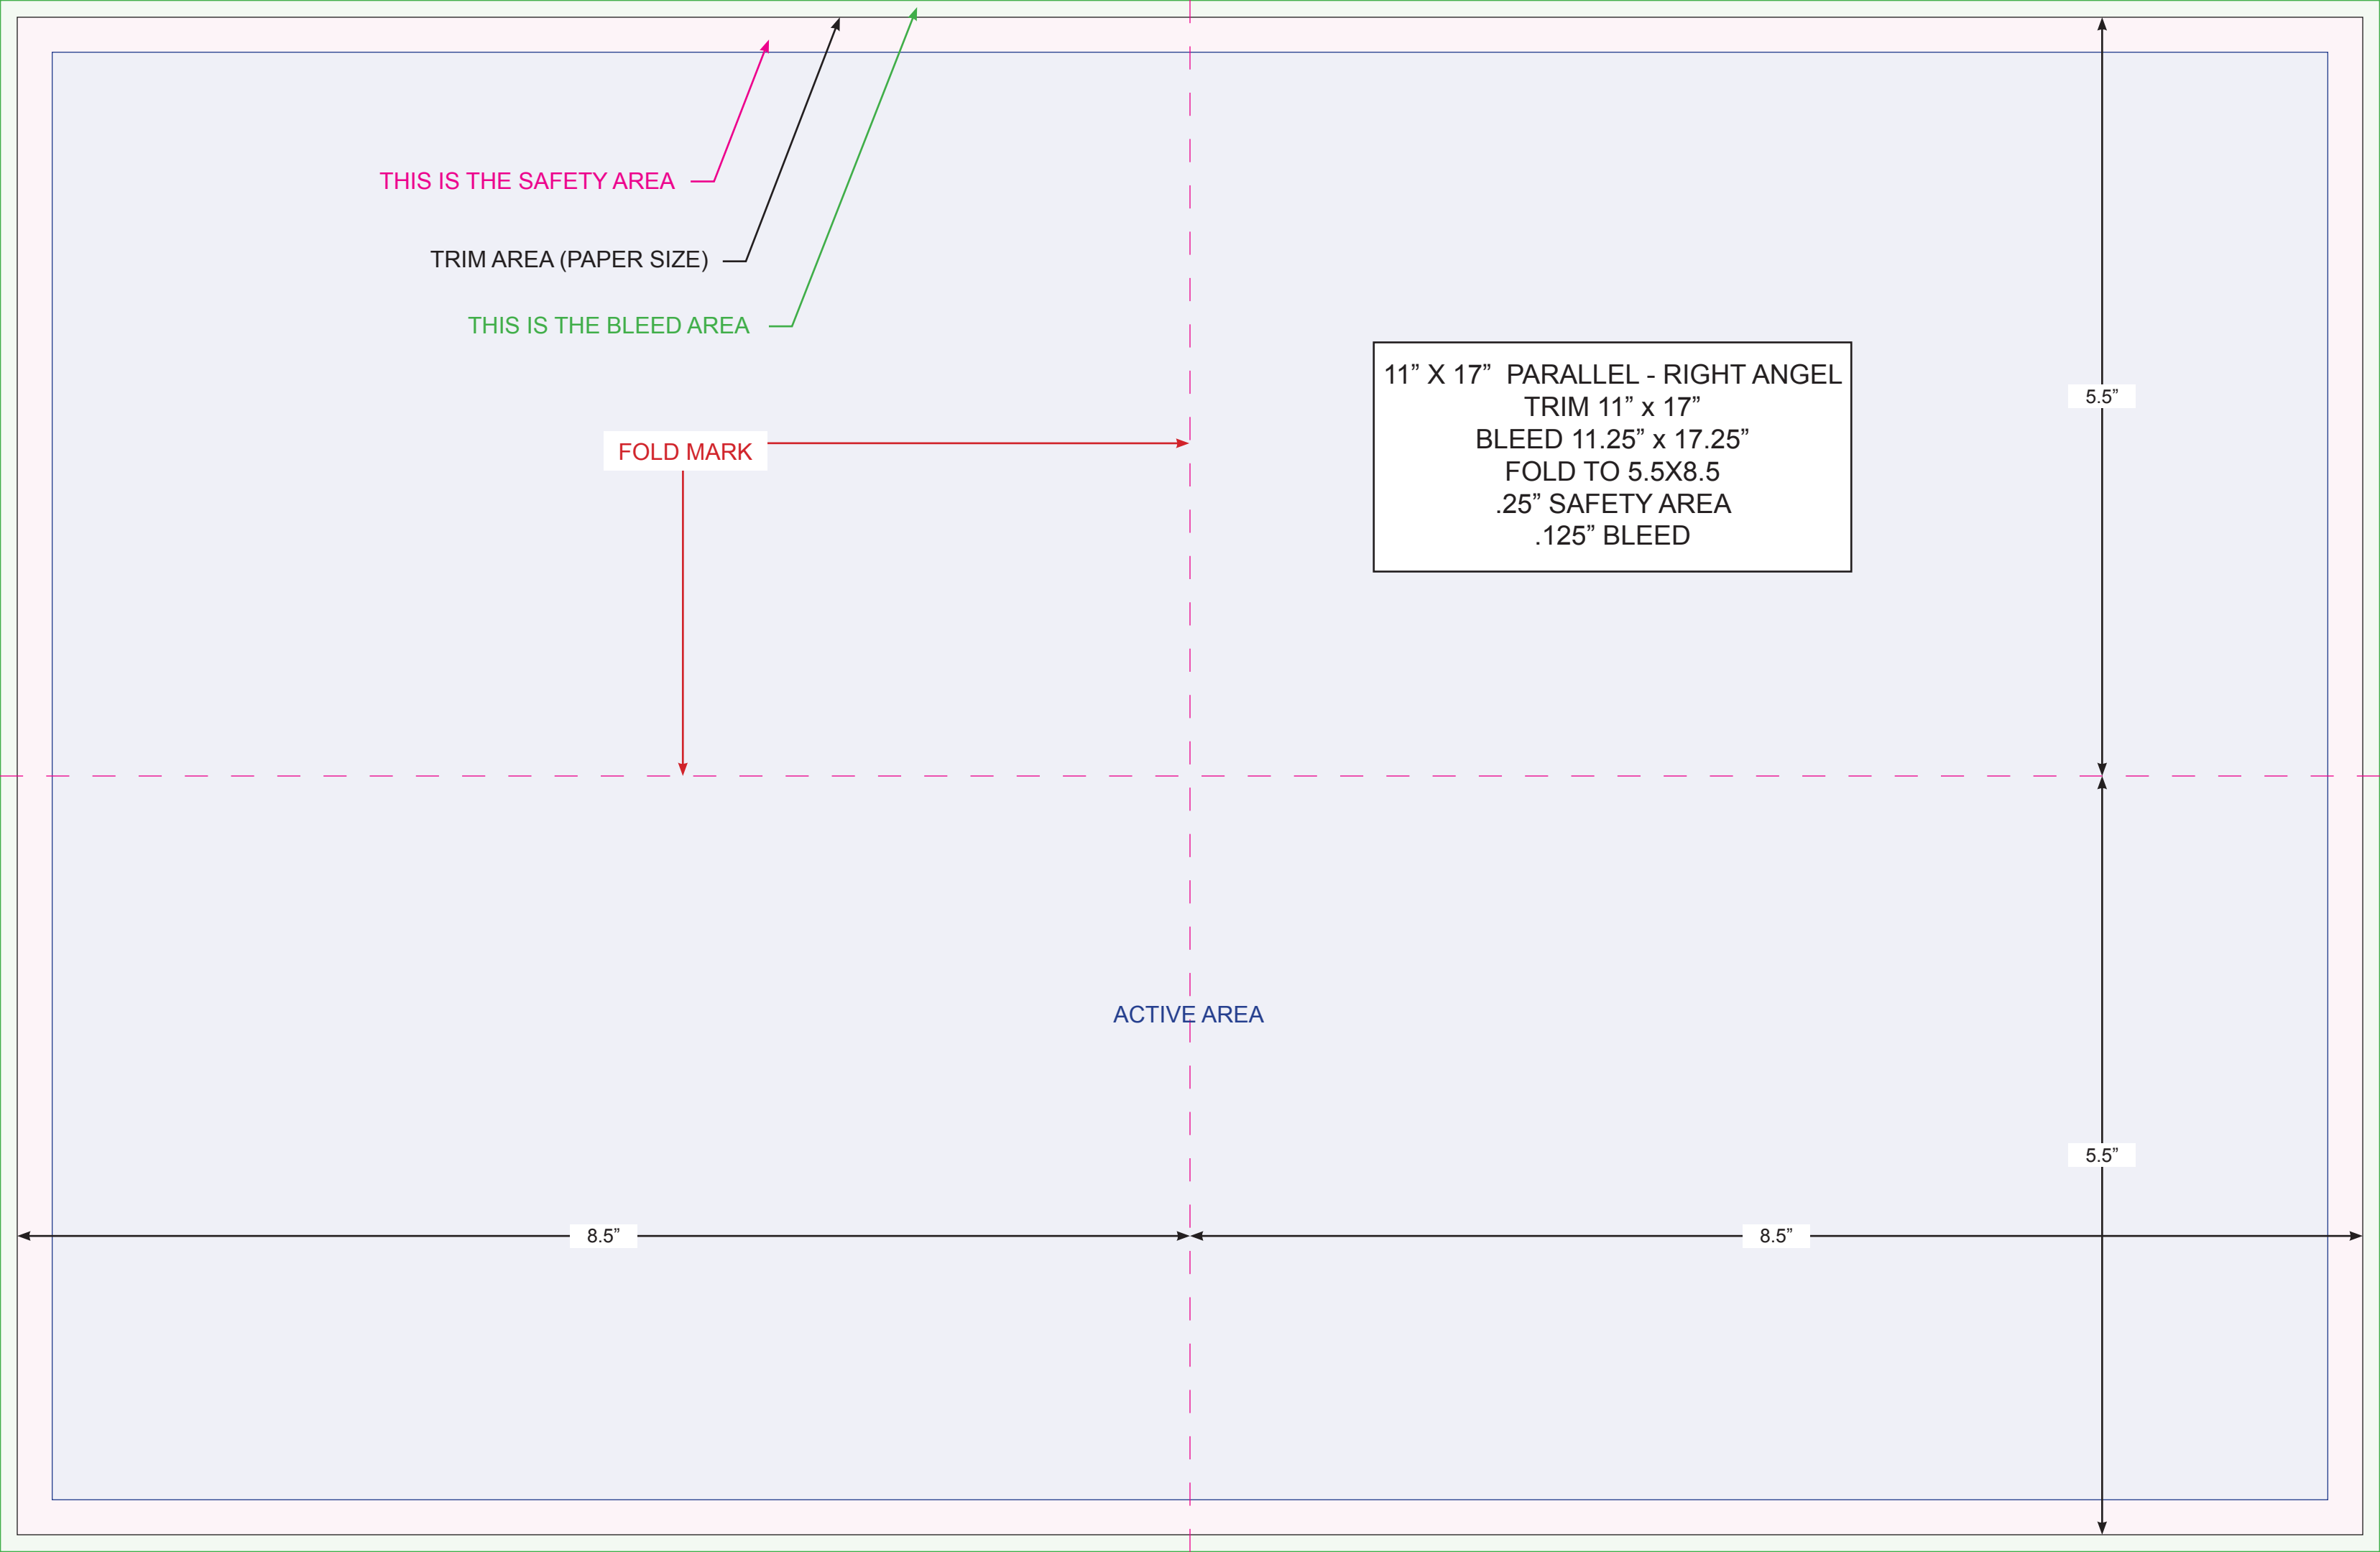 THIS IS THE SAFETY AREA
TRIM AREA (PAPER SIZE)
THIS IS THE BLEED AREA
11” X 17”  PARALLEL - RIGHT ANGEL
TRIM 11” x 17”
BLEED 11.25” x 17.25”
FOLD TO 5.5X8.5
.25” SAFETY AREA
.125” BLEED
5.5”
FOLD MARK
ACTIVE AREA
5.5”
8.5”
8.5”